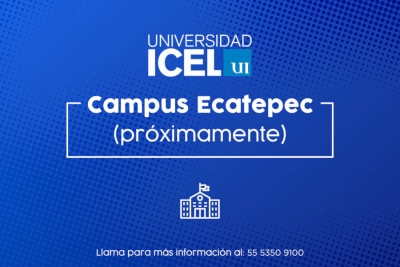 UNIVERSIDAD
ICEL UI
Campus Ecatepec
(próximamente)
Llama para más información al: 55 5350 9100